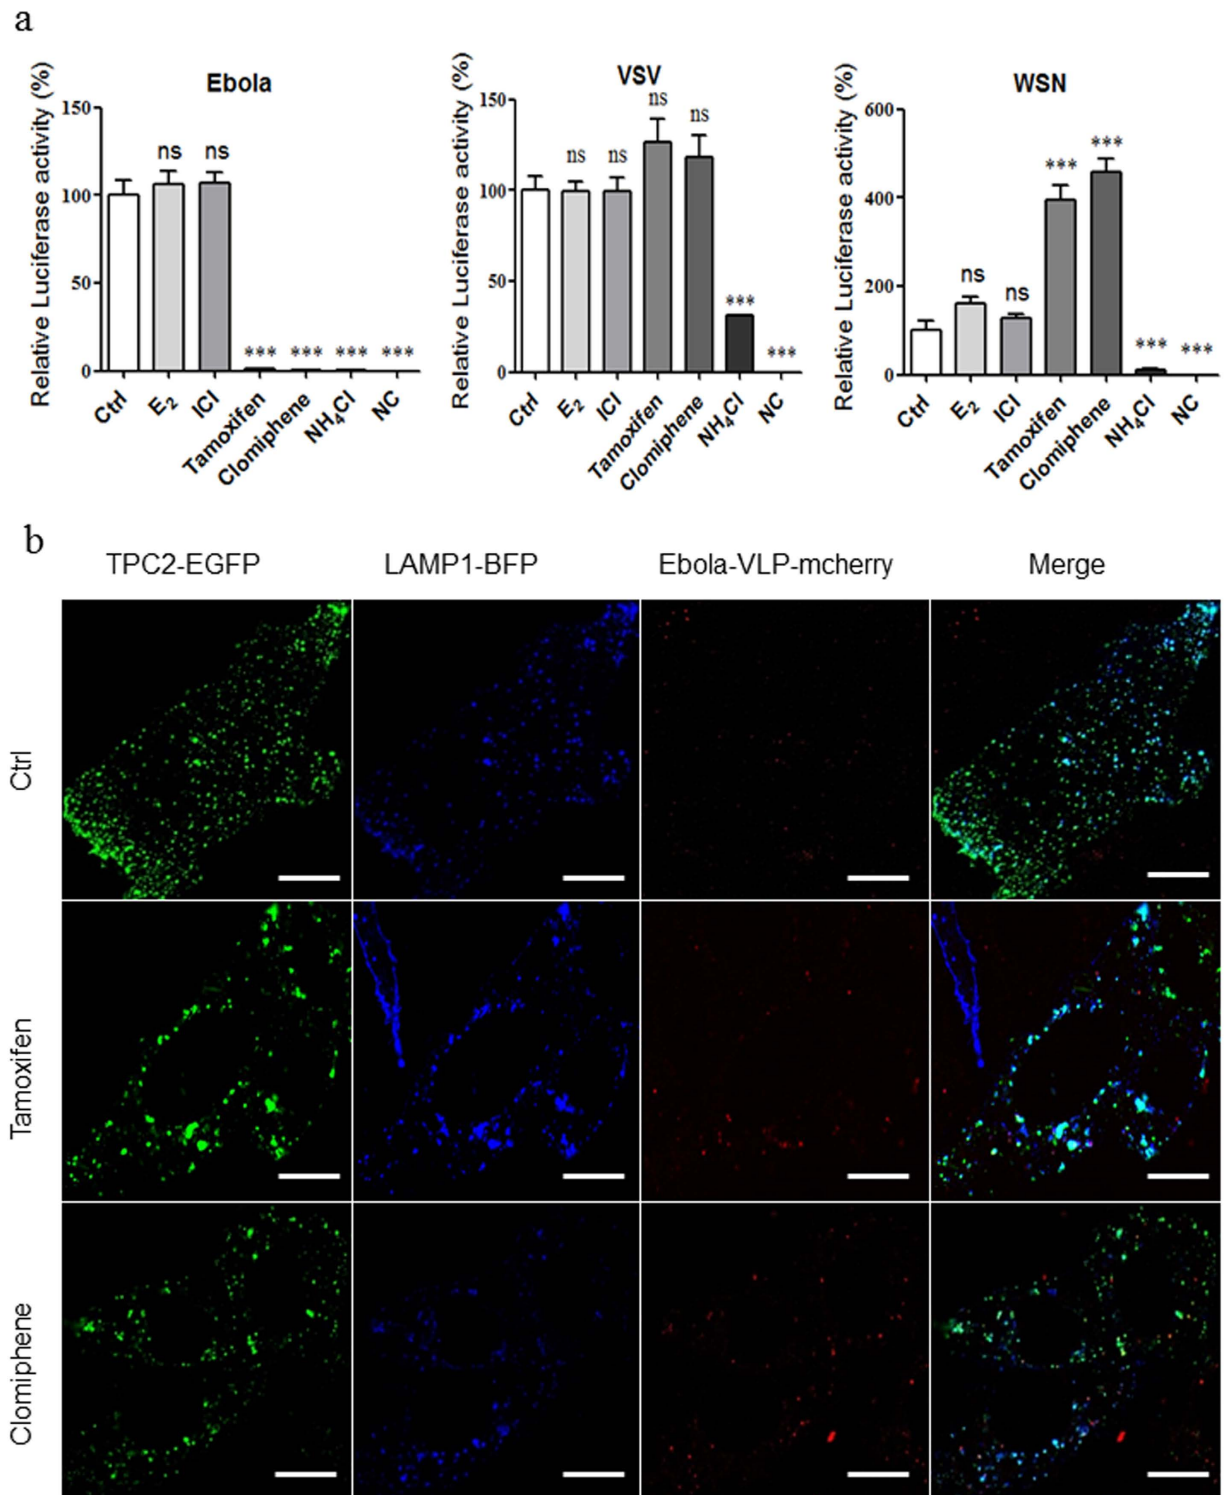 a
Ebola
Relative Luciferase activity (%)
150
100
50
0
ns
ns
***
***
***
***
Ctrl
E2
ICI
Tamoxifen
Clomiphene
NH4Cl
NC
VSV
Relative Luciferase activity (%)
150
100
50
0
ns
ns
ns
ns
***
***
Ctrl
E2
ICI
Tamoxifen
Clomiphene
NH4Cl
NC
WSN
Relative Luciferase activity (%)
600
400
200
0
ns
ns
***
***
***
***
Ctrl
E2
ICI
Tamoxifen
Clomiphene
NH4Cl
NC
b
TPC2-EGFP
LAMP1-BFP
Ebola-VLP-mcherry
Merge
Ctrl
Tamoxifen
Clomiphene